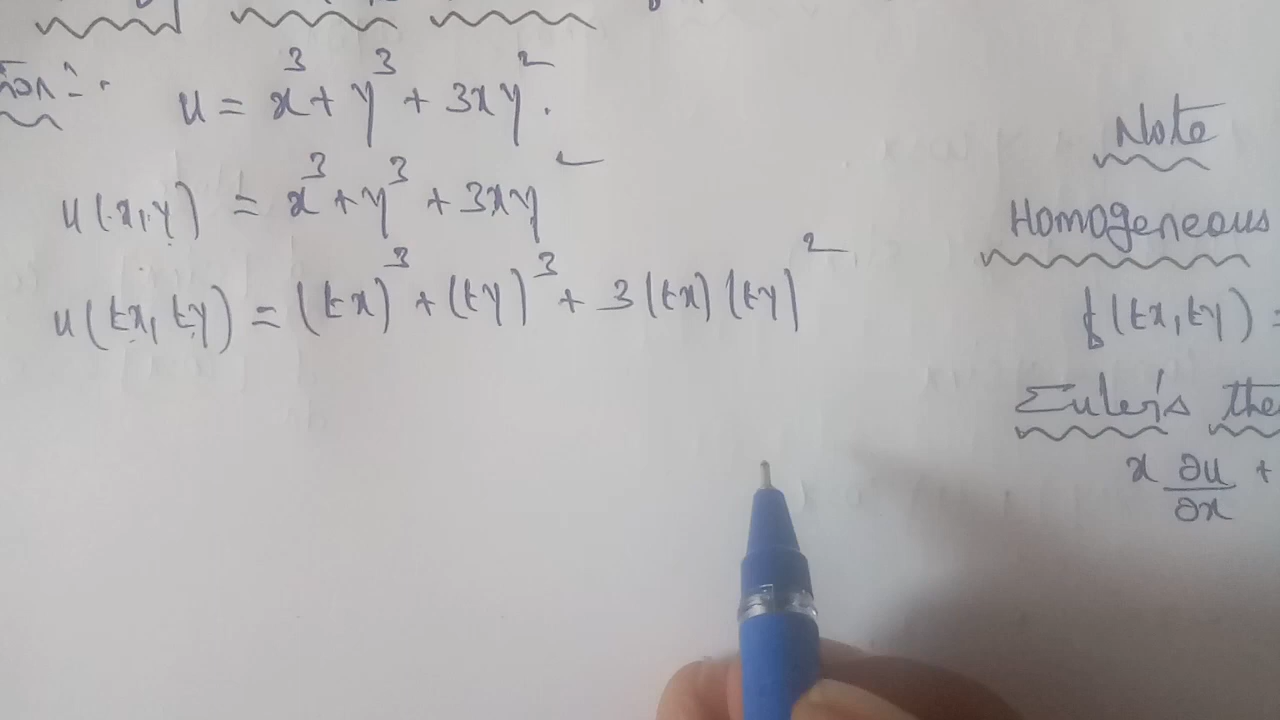 u = x³ + y³ + 3xy².
u(x,y) = x³ + y³ + 3xy²
u(tx, ty) = (tx)³ + (ty)³ + 3(tx)(ty)²
Note
Homogeneous
f(tx, ty) =
Euler's the
x ∂u/∂x +